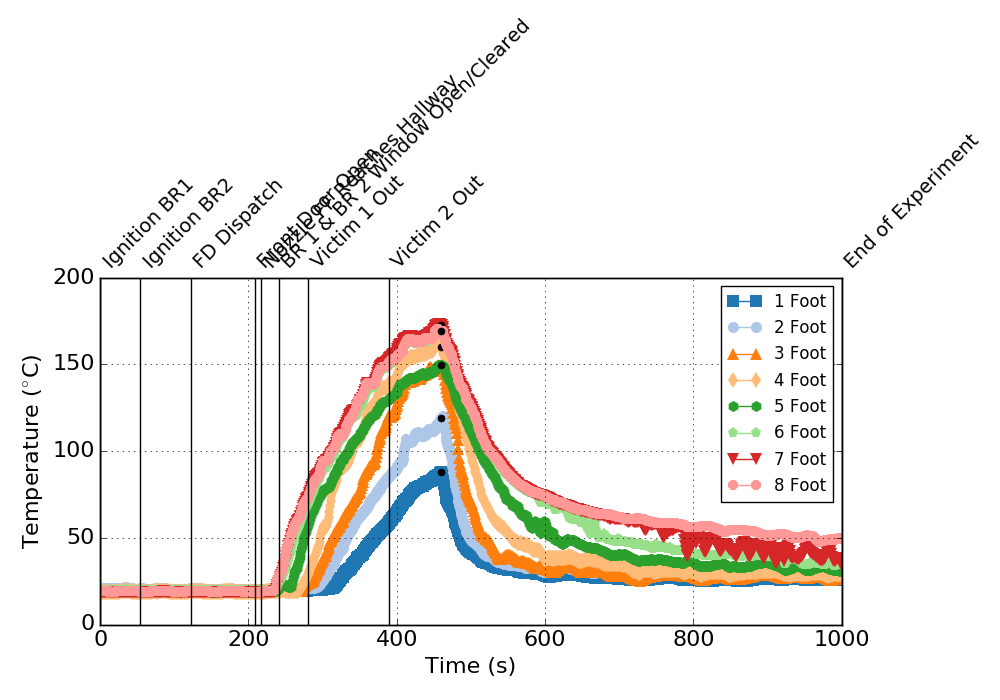 Ignition BR1
Ignition BR2
FD Dispatch
Front Door Open
Nozzle FF Reaches Hallway
BR 1 & BR 2 Window Open/Cleared
Victim 1 Out
Victim 2 Out
End of Experiment
200
150
100
50
0
Temperature (°C)
0 200 400 600 800 1000
Time (s)
1 Foot
2 Foot
3 Foot
4 Foot
5 Foot
6 Foot
7 Foot
8 Foot